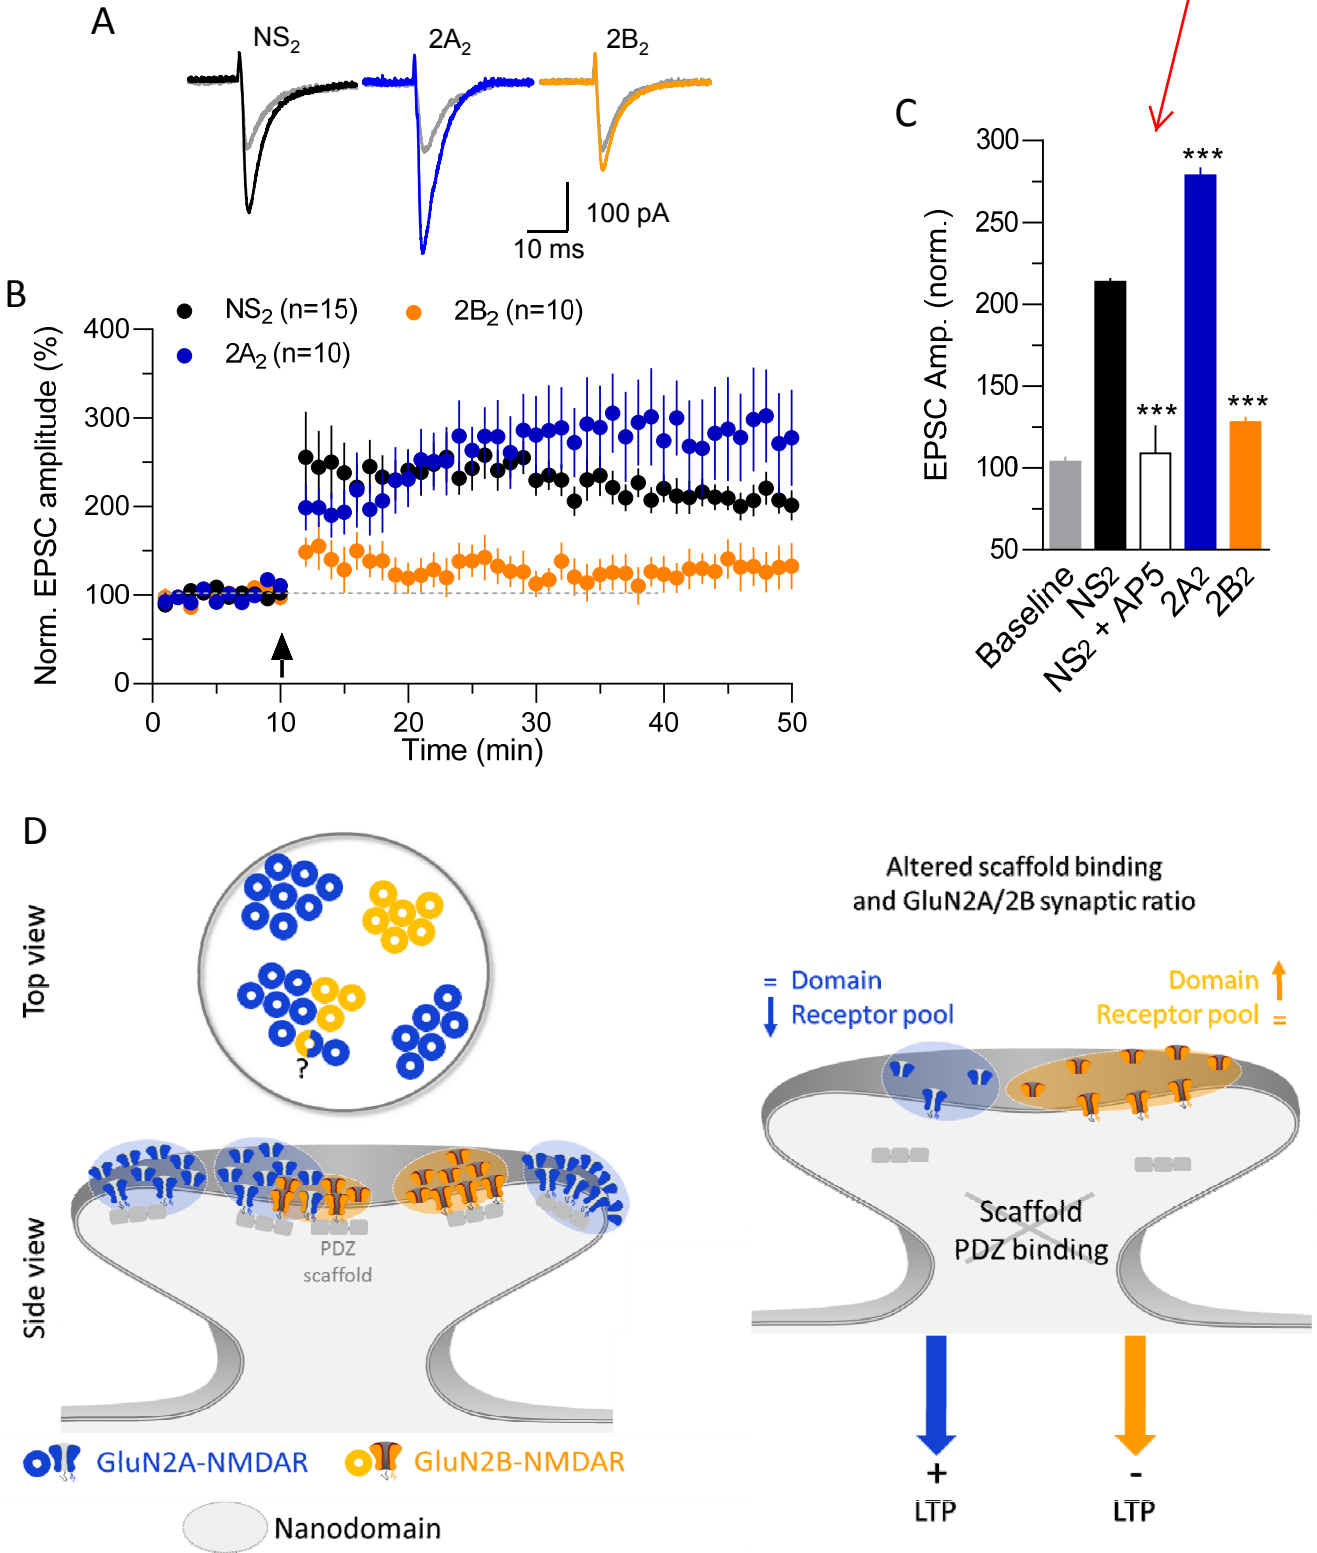 A
NS2
2A2
2B2
100 pA
10 ms
B
NS2 (n=15)
2B2 (n=10)
2A2 (n=10)
Norm. EPSC amplitude (%)
400
300
200
100
0
0
10
20
30
40
50
Time (min)
C
EPSC Amp. (norm.)
300
250
200
150
100
50
***
***
***
Baseline
NS2
NS2 + AP5
2A2
2B2
D
Top view
?
Side view
PDZ
scaffold
GluN2A-NMDAR
GluN2B-NMDAR
Nanodomain
Altered scaffold binding
and GluN2A/2B synaptic ratio
= Domain
Receptor pool
Domain
Receptor pool =
Scaffold
PDZ binding
+
LTP
-
LTP